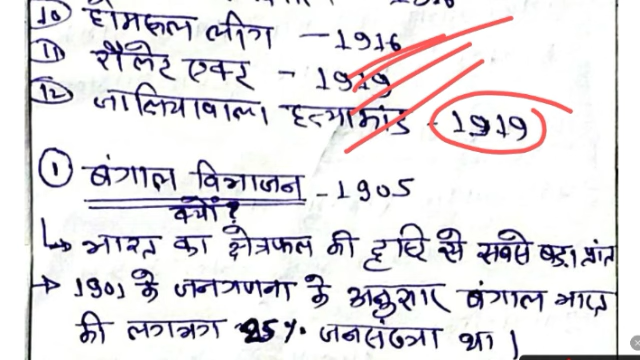 ⑩ होमरूल लीग – 1916
⑪ रौलेट एक्ट – 1919
⑫ जालियावाला हत्याकांड – 1919
① बंगाल विभाजन – 1905
क्यों?
↳ भारत का क्षेत्रफल की दृष्टि से सबसे बड़ा प्रांत
→ 1901 के जनगणना के अनुसार बंगाल भारत
की लगभग 25% जनसंख्या था।